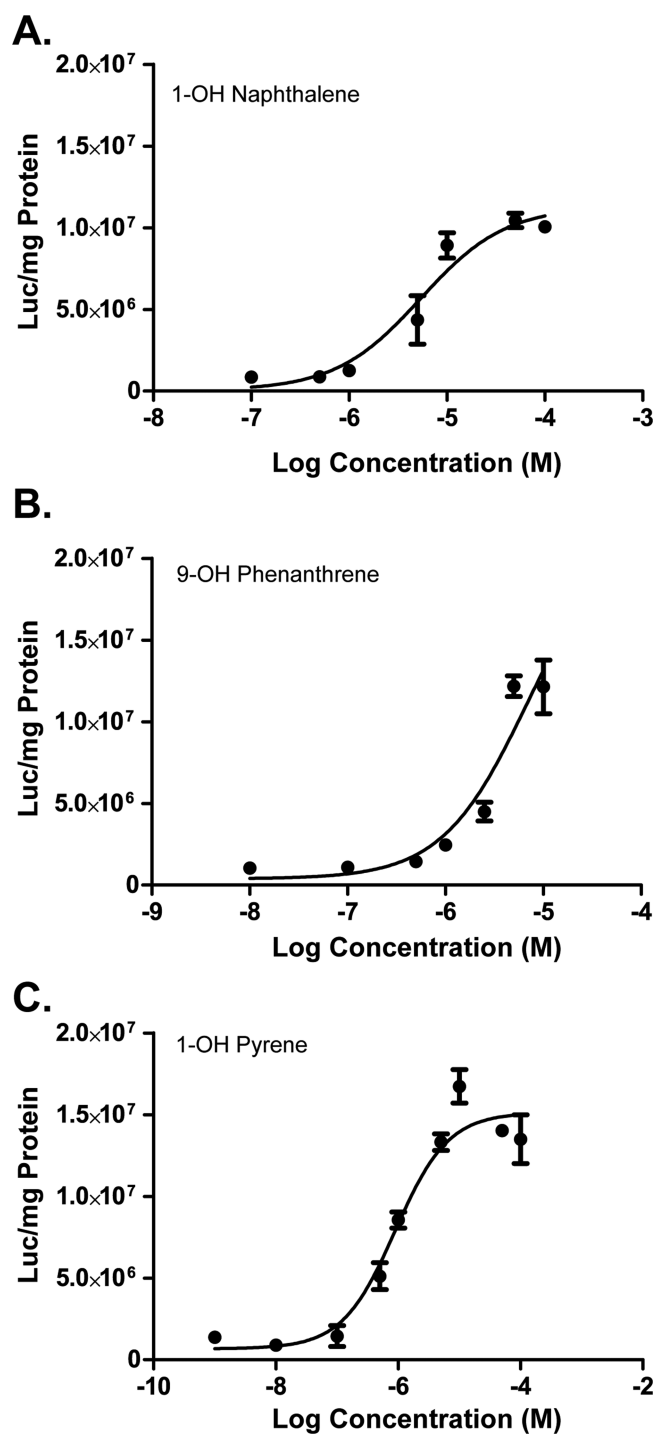 A.
1-OH Naphthalene
Luc/mg Protein
2.0×10⁷
1.5×10⁷
1.0×10⁷
5.0×10⁶
0
-8 -7 -6 -5 -4 -3
Log Concentration (M)
B.
9-OH Phenanthrene
Luc/mg Protein
2.0×10⁷
1.5×10⁷
1.0×10⁷
5.0×10⁶
0
-9 -8 -7 -6 -5 -4
Log Concentration (M)
C.
1-OH Pyrene
Luc/mg Protein
2.0×10⁷
1.5×10⁷
1.0×10⁷
5.0×10⁶
0
-10 -8 -6 -4 -2
Log Concentration (M)